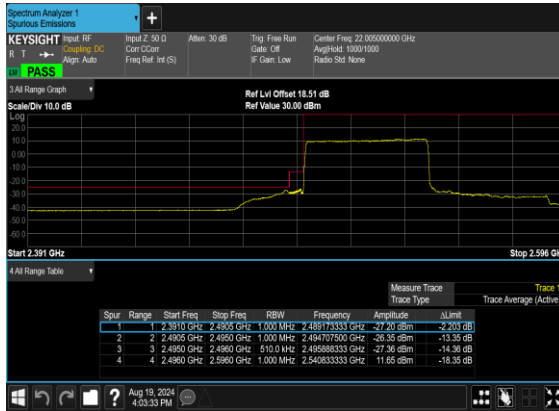 Spectrum Analyzer 1
Spurious Emissions
KEYSIGHT
R T
Input: RF
Coupling: DC
Align: Auto
Input Z: 50 Ω
Corr CCorr
Freq Ref: Int (S)
Atten: 30 dB
Trig: Free Run
Gate: Off
IF Gain: Low
Center Freq: 22.005000000 GHz
Avg|Hold: 1000/1000
Radio Std: None
PASS
3 All Range Graph
Scale/Div 10.0 dB
Ref Lvl Offset 18.51 dB
Ref Value 30.00 dBm
Log
20.0
10.0
0.00
-10.0
-20.0
-30.0
-40.0
-50.0
-60.0
Start 2.391 GHz
Stop 2.596 GH
4 All Range Table
Measure Trace Trace 1
Trace Type Trace Average (Active
Spur Range Start Freq Stop Freq RBW Frequency Amplitude ΔLimit
1 1 2.3910 GHz 2.4905 GHz 1.000 MHz 2.489173333 GHz -27.20 dBm -2.203 dB
2 2 2.4905 GHz 2.4950 GHz 1.000 MHz 2.494707500 GHz -26.35 dBm -13.35 dB
3 3 2.4950 GHz 2.4960 GHz 510.0 kHz 2.495888333 GHz -27.36 dBm -14.36 dB
4 4 2.4960 GHz 2.5960 GHz 1.000 MHz 2.540833333 GHz 11.65 dBm -18.35 dB
Aug 19, 2024
4:03:33 PM